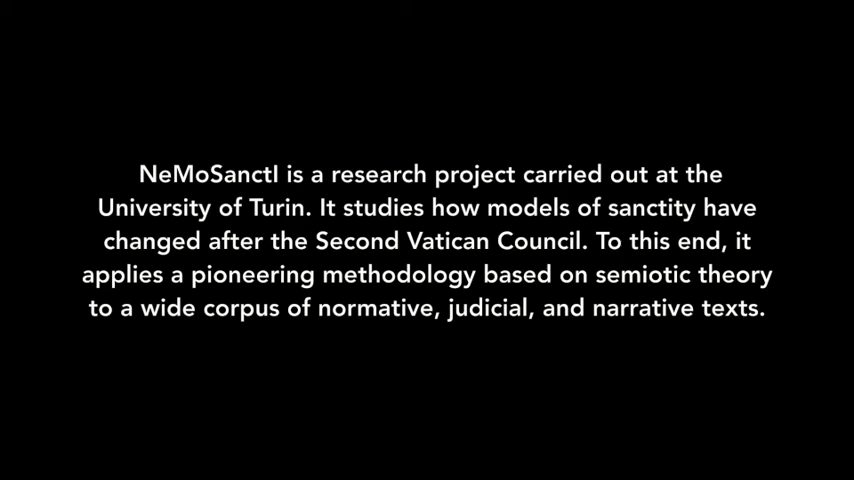 NeMoSanctI is a research project carried out at the
University of Turin. It studies how models of sanctity have
changed after the Second Vatican Council. To this end, it
applies a pioneering methodology based on semiotic theory
to a wide corpus of normative, judicial, and narrative texts.